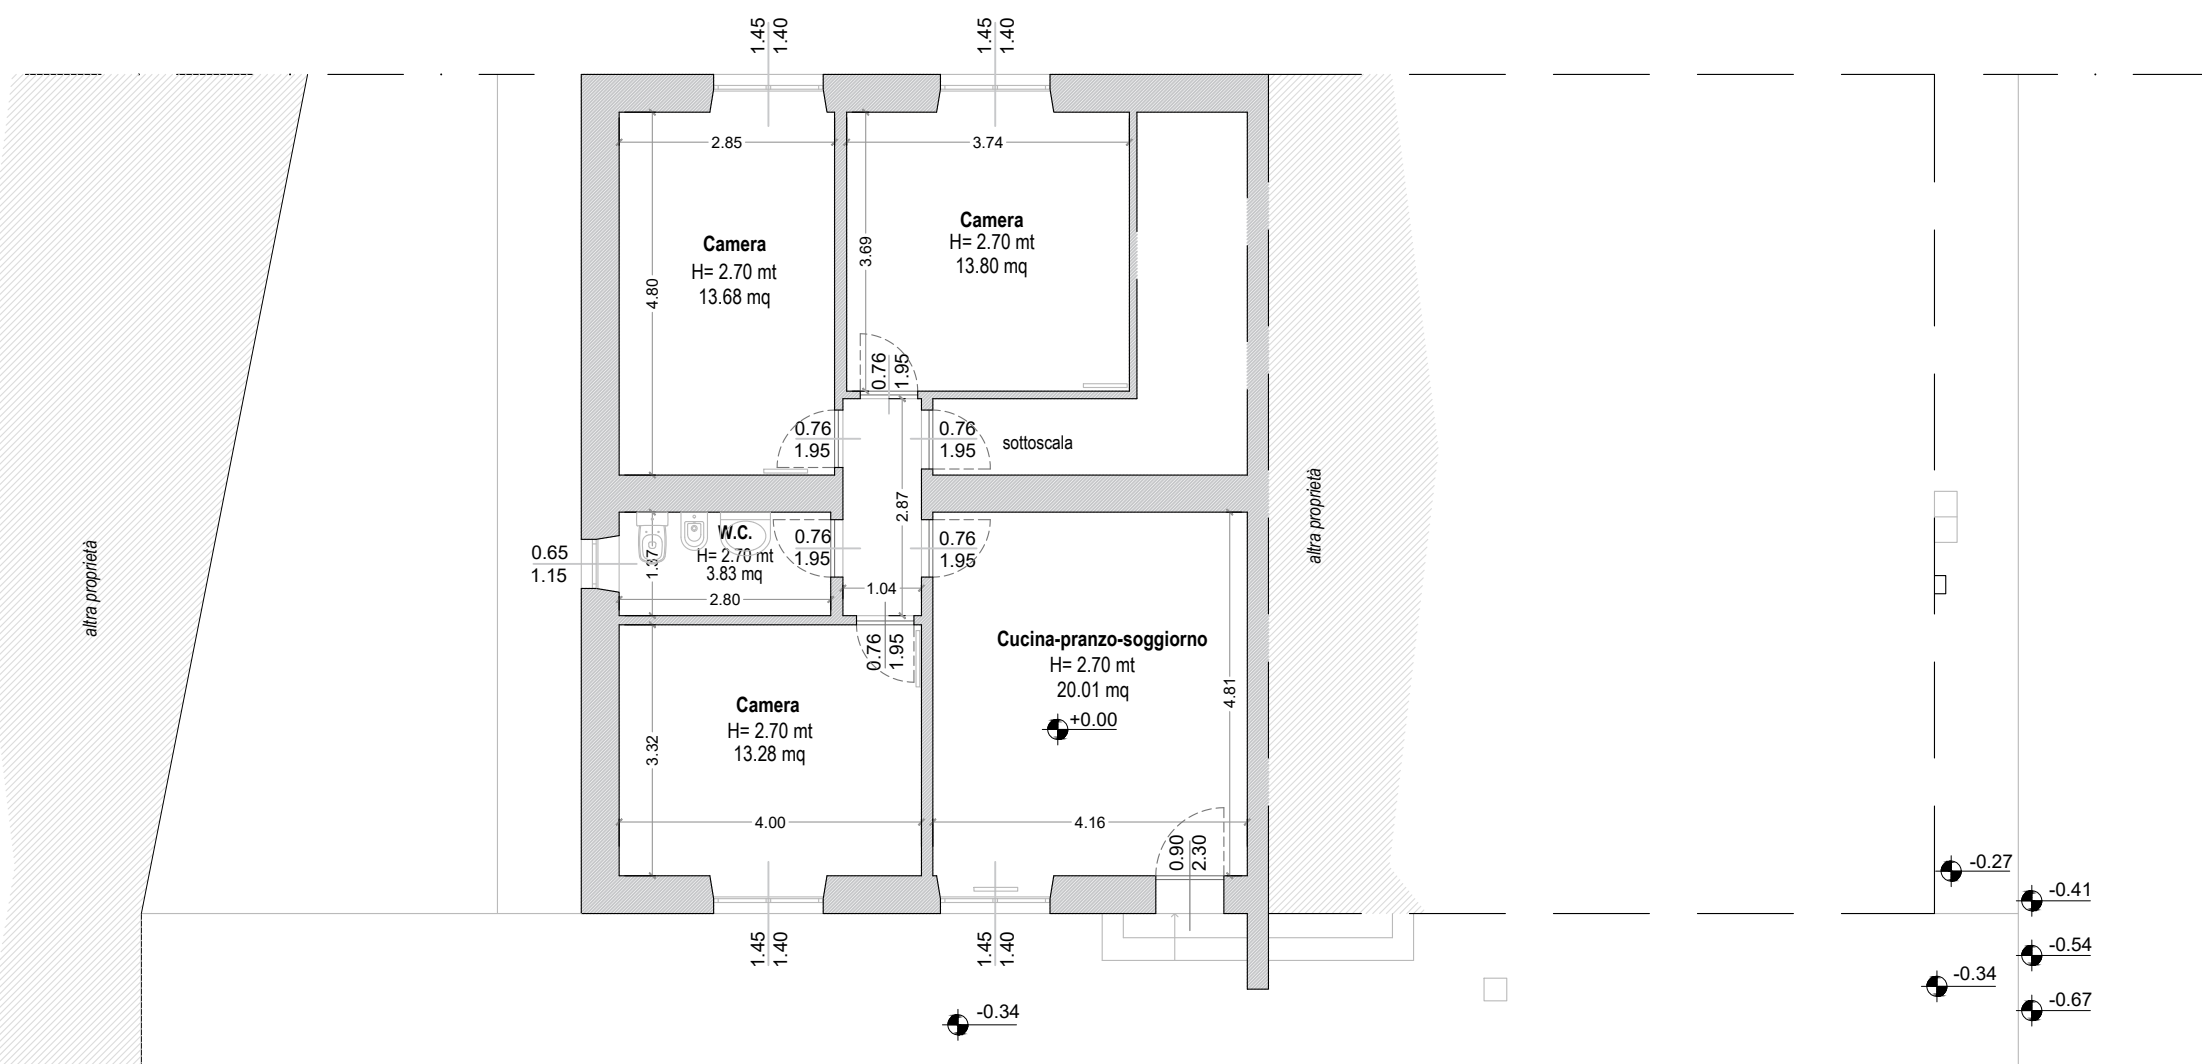 1.45
1.40
1.45
1.40
2.85
3.74
Camera
H= 2.70 mt
13.80 mq
Camera
H= 2.70 mt
13.68 mq
3.69
4.80
0.76
1.95
0.76
1.95
0.76
1.95
sottoscala
altra proprietà
altra proprietà
2.87
W.C.
H= 2.70 mt
3.83 mq
1.37
2.80
0.65
1.15
0.76
1.95
0.76
1.95
1.04
0.76
1.95
Cucina-pranzo-soggiorno
H= 2.70 mt
20.01 mq
+0.00
4.81
Camera
H= 2.70 mt
13.28 mq
3.32
4.00
4.16
0.90
2.30
1.45
1.40
1.45
1.40
-0.27
-0.41
-0.54
-0.34
-0.67
-0.34